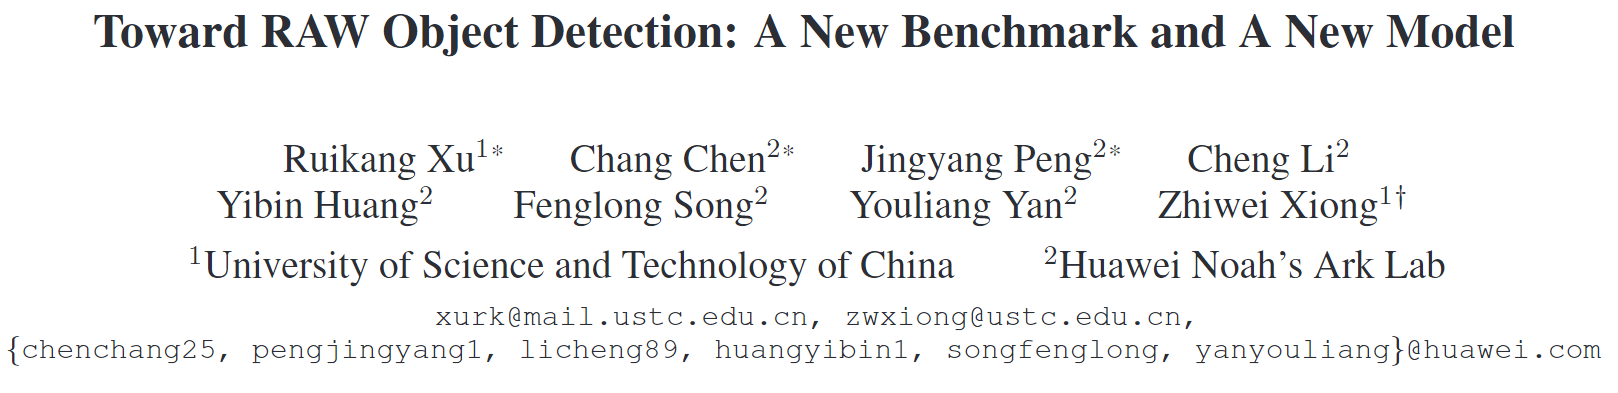 Toward RAW Object Detection: A New Benchmark and A New Model
Ruikang Xu1* Chang Chen2* Jingyang Peng2* Cheng Li2
Yibin Huang2 Fenglong Song2 Youliang Yan2 Zhiwei Xiong1†
1University of Science and Technology of China 2Huawei Noah's Ark Lab
xurk@mail.ustc.edu.cn, zwxiong@ustc.edu.cn,
{chenchang25, pengjingyang1, licheng89, huangyibin1, songfenglong, yanyouliang}@huawei.com